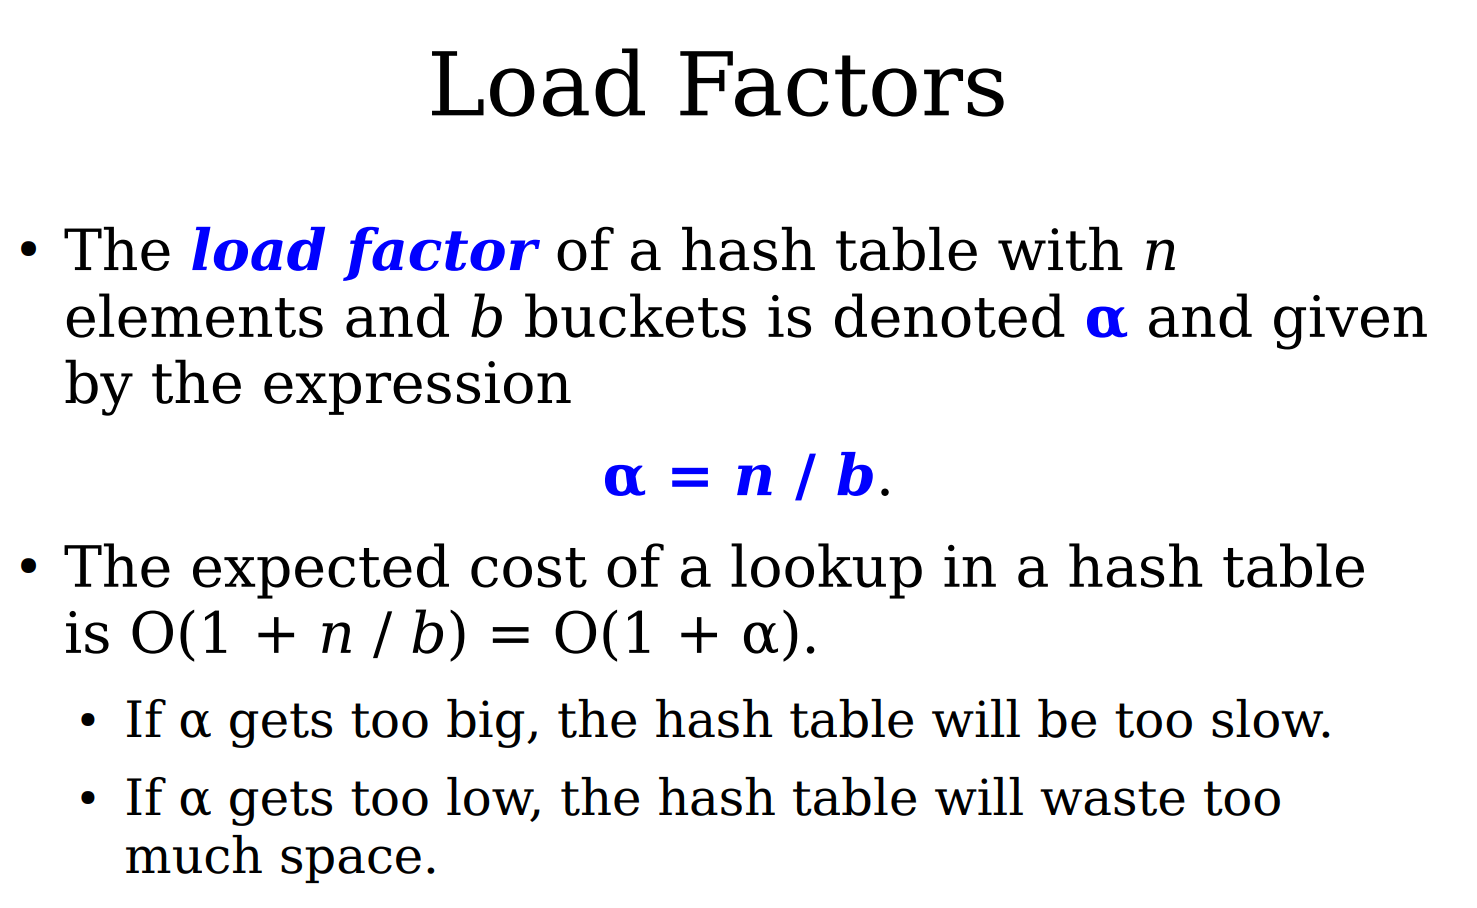 Load Factors
• The load factor of a hash table with n
elements and b buckets is denoted α and given
by the expression
α = n / b.
• The expected cost of a lookup in a hash table
is O(1 + n / b) = O(1 + α).
• If α gets too big, the hash table will be too slow.
• If α gets too low, the hash table will waste too
much space.